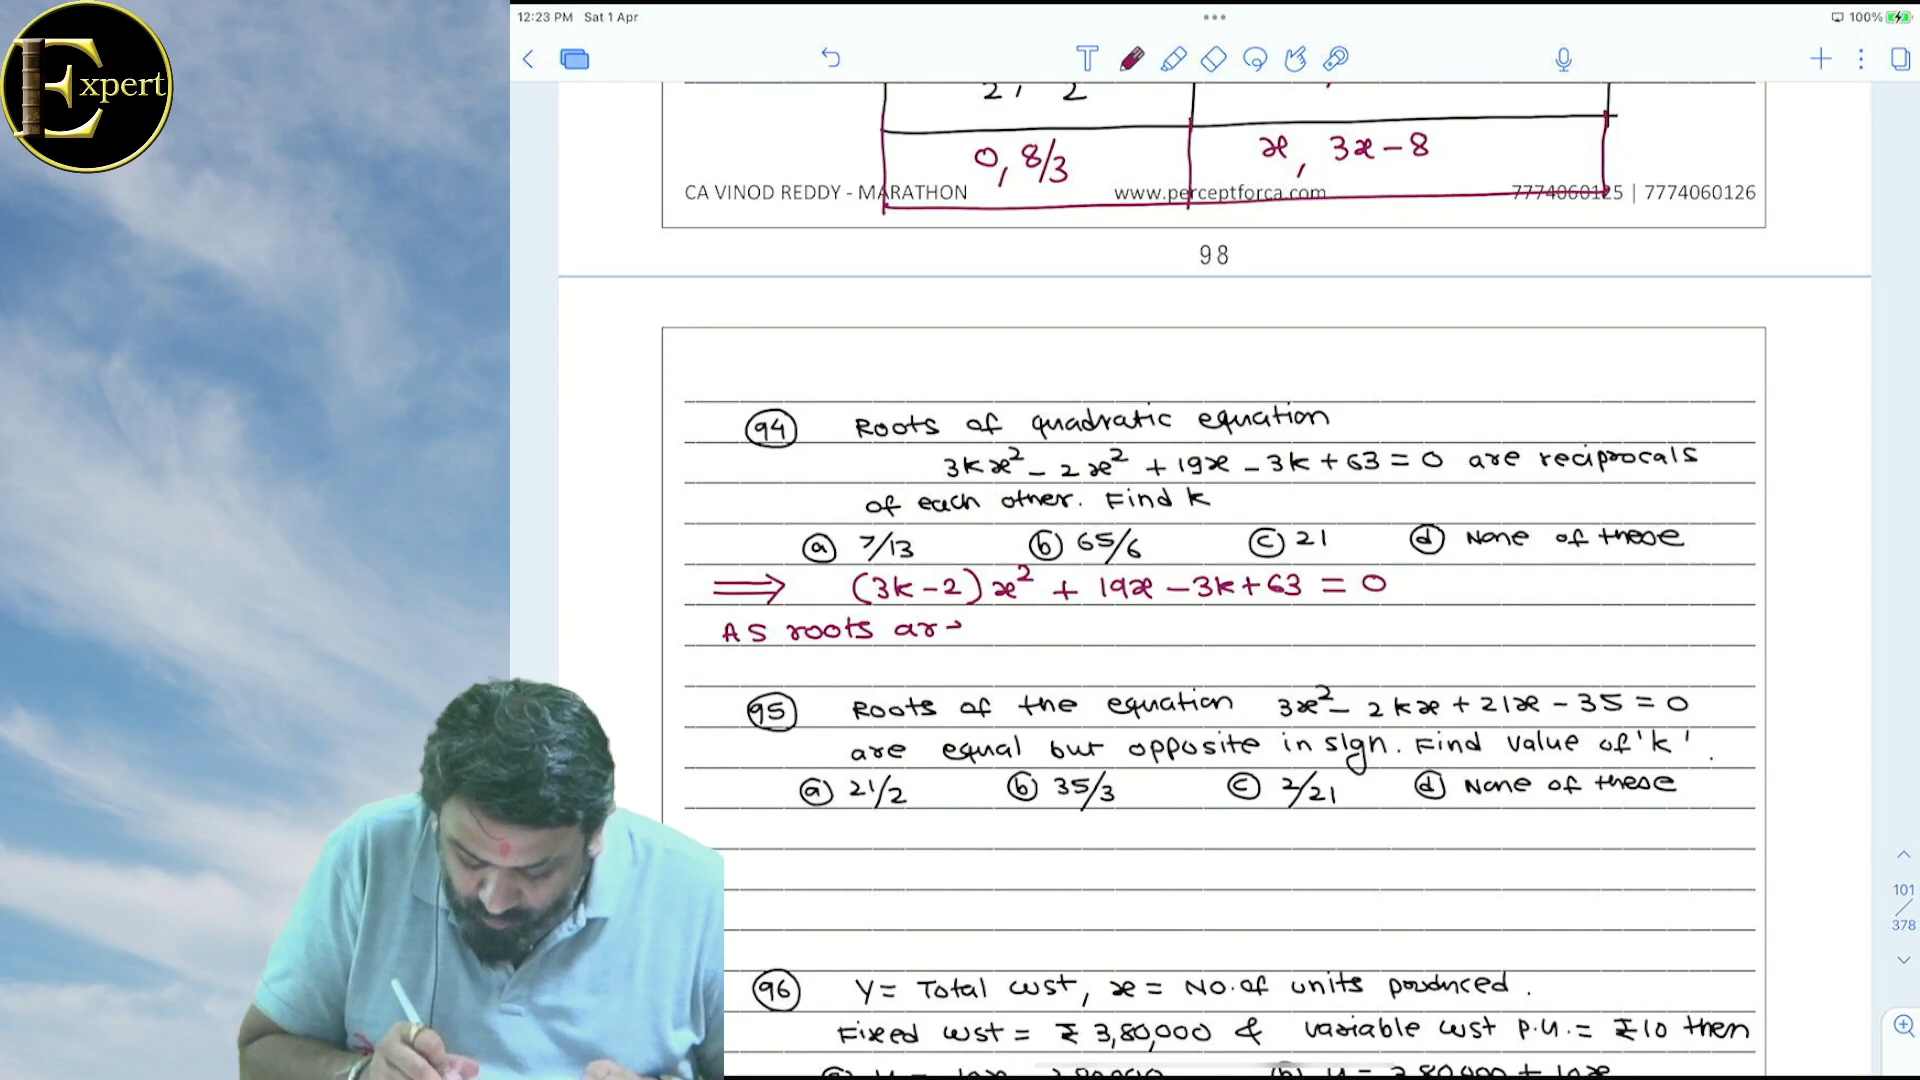 Expert
12:23 PM Sat 1 Apr
100%
0, 8/3
x, 3x-8
CA VINOD REDDY - MARATHON www.perceptforca.com 7774060125 | 7774060126
98
94 Roots of quadratic equation
3kx² - 2x² + 19x - 3k + 63 = 0 are reciprocals
of each other. Find k
a 7/13 b 65/6 c 21 d None of these
⟹ (3k-2)x² + 19x - 3k + 63 = 0
As roots ar
95 Roots of the equation 3x² - 2kx + 21x - 35 = 0
are equal but opposite in sign. Find value of 'k'.
a 21/2 b 35/3 c 2/21 d None of these
101
/
378
96 Y = Total cost, x = No. of units produced.
Fixed cost = ₹ 3,80,000 & variable cost p.u. = ₹10 then